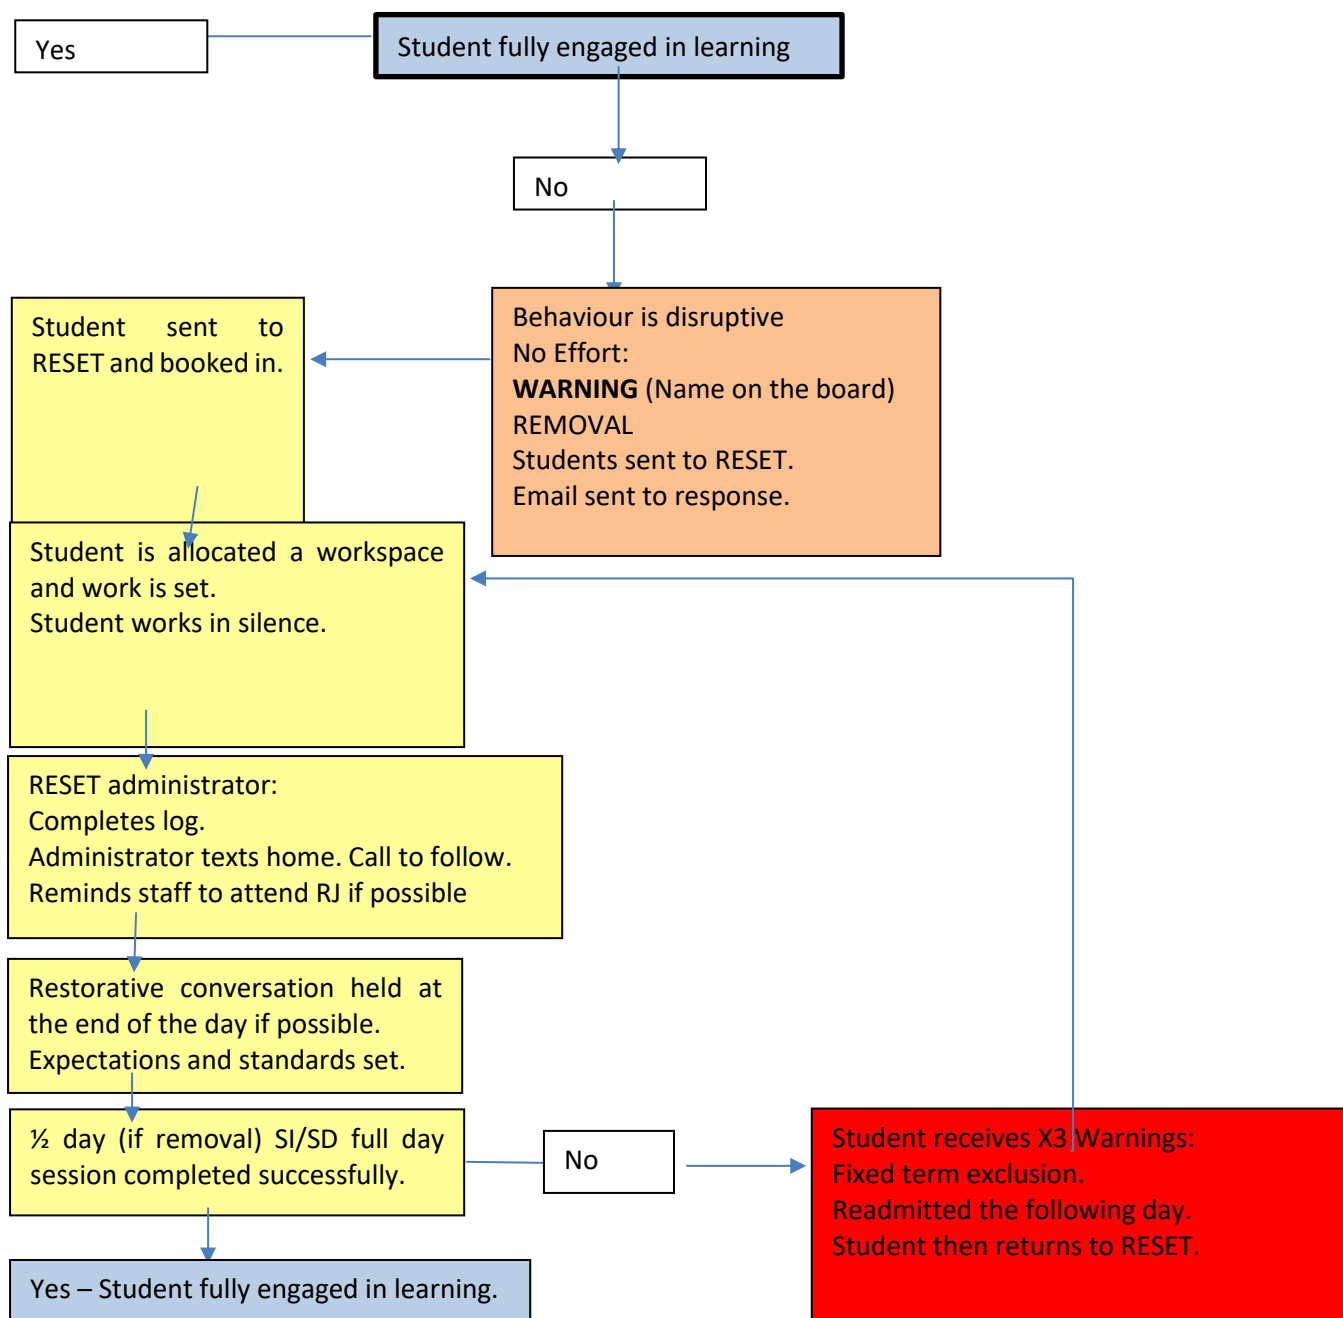 Yes
Student fully engaged in learning
No
Behaviour is disruptive
No Effort:
WARNING (Name on the board)
REMOVAL
Students sent to RESET.
Email sent to response.
Student sent to
RESET and booked in.
Student is allocated a workspace
and work is set.
Student works in silence.
RESET administrator:
Completes log.
Administrator texts home. Call to follow.
Reminds staff to attend RJ if possible
Restorative conversation held at
the end of the day if possible.
Expectations and standards set.
½ day (if removal) SI/SD full day
session completed successfully.
No
Student receives X3 Warnings:
Fixed term exclusion.
Readmitted the following day.
Student then returns to RESET.
Yes – Student fully engaged in learning.